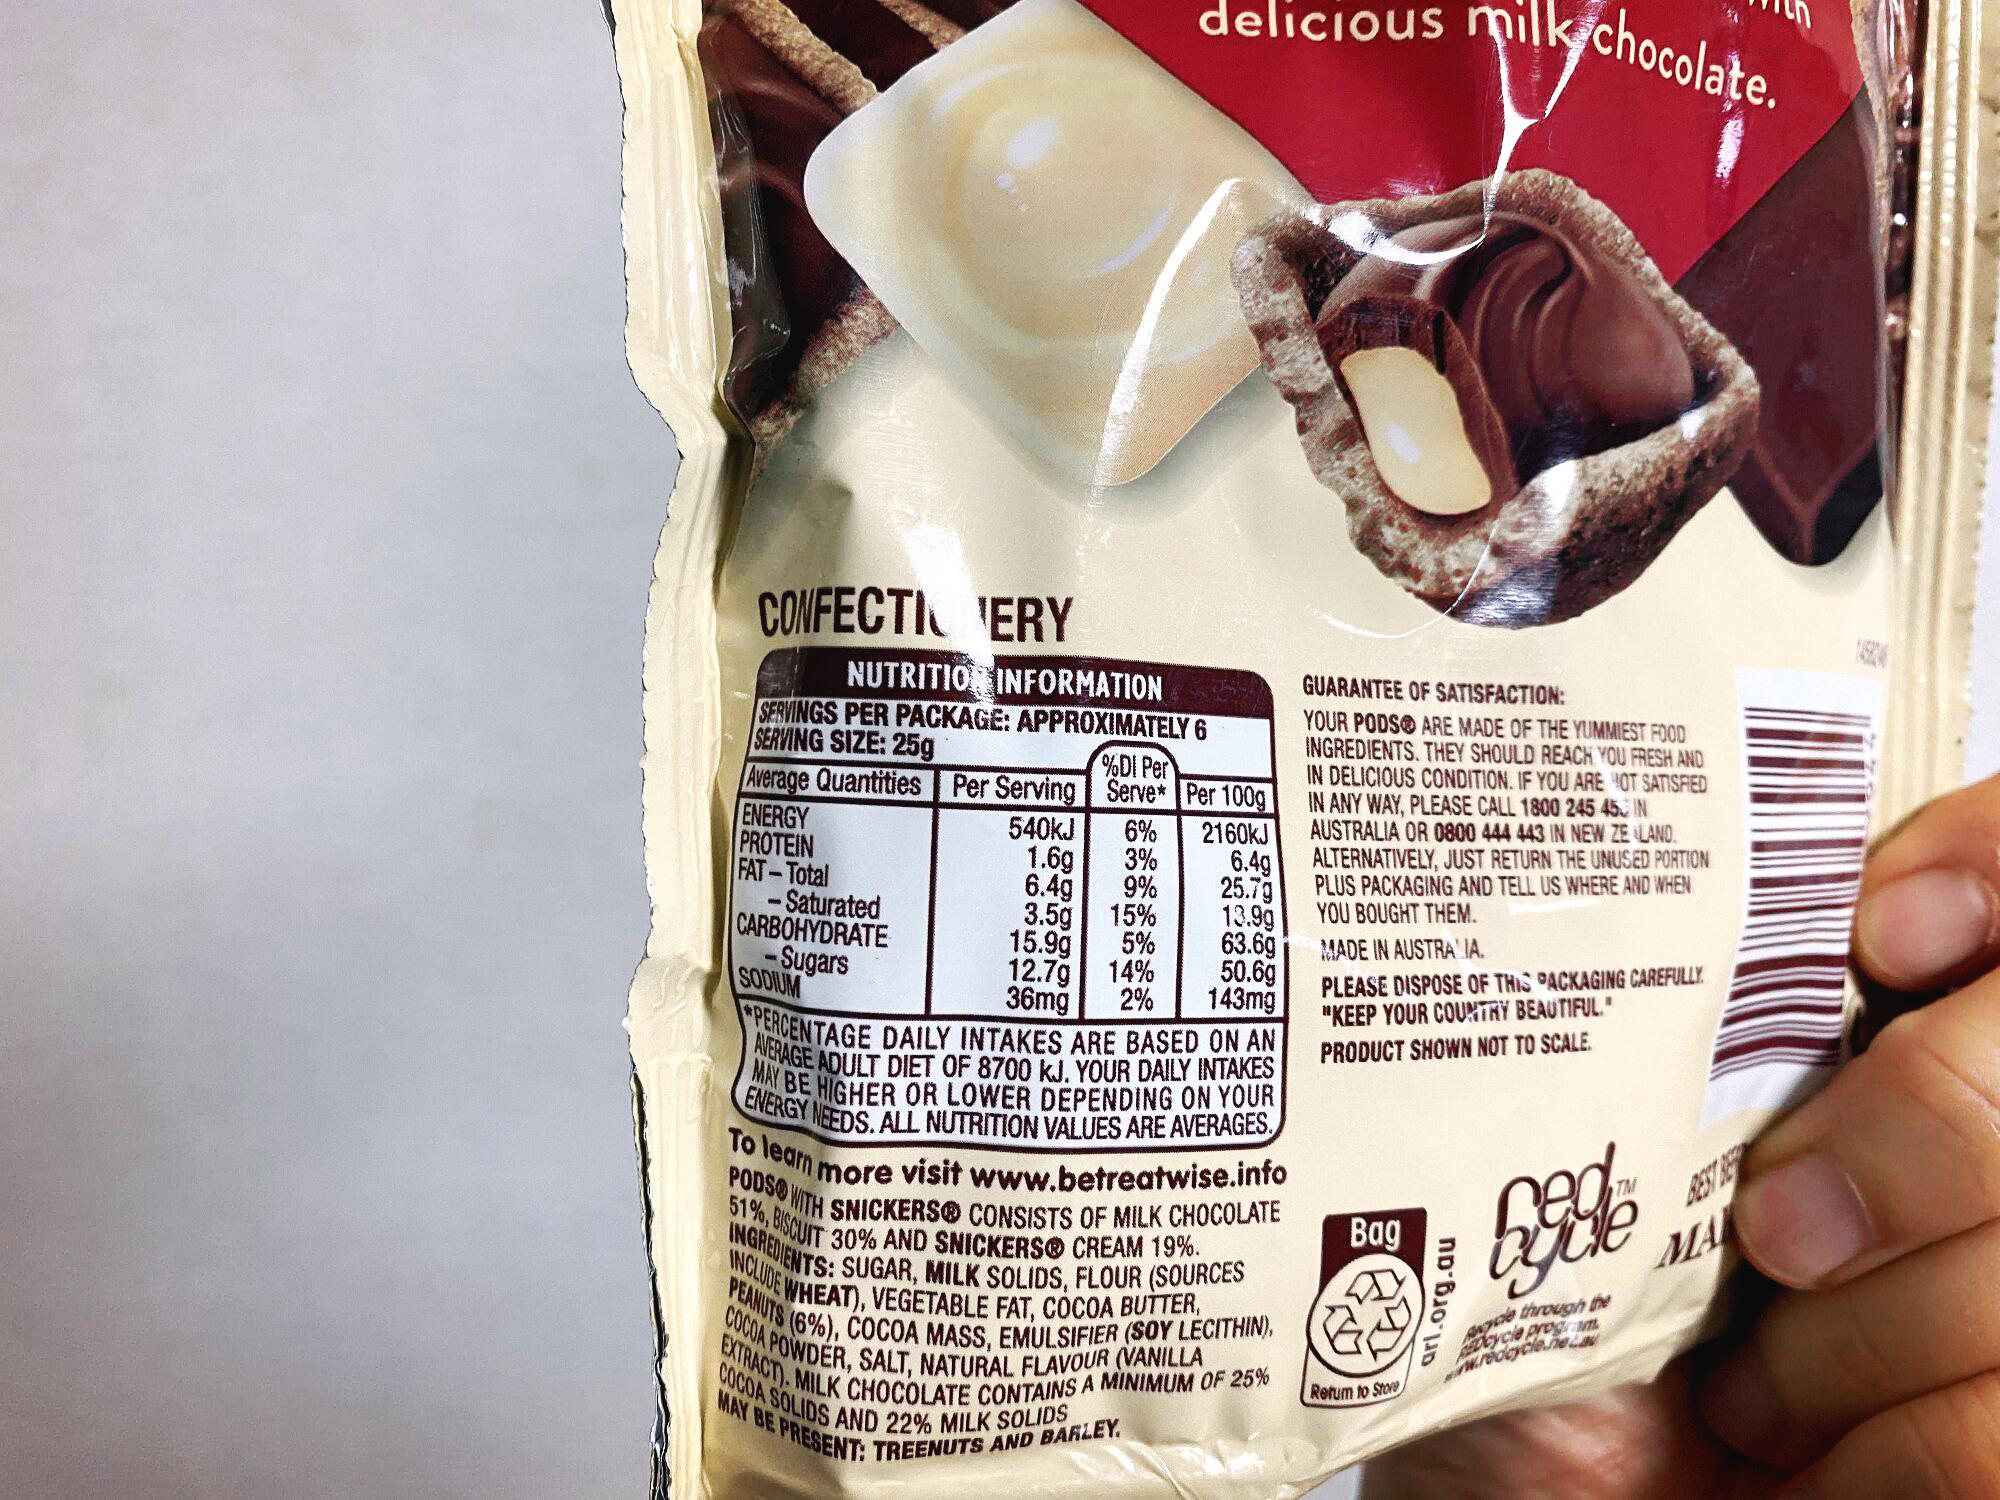 delicious milk chocolate.
CONFECTIONERY
NUTRITION INFORMATION
SERVINGS PER PACKAGE: APPROXIMATELY 6
SERVING SIZE: 25g
Average Quantities Per Serving %DI Per Serve* Per 100g
ENERGY 540kJ 6% 2160kJ
PROTEIN 1.6g 3% 6.4g
FAT – Total 6.4g 9% 25.7g
– Saturated 3.5g 15% 13.9g
CARBOHYDRATE 15.9g 5% 63.6g
– Sugars 12.7g 14% 50.6g
SODIUM 36mg 2% 143mg
*PERCENTAGE DAILY INTAKES ARE BASED ON AN
AVERAGE ADULT DIET OF 8700 kJ. YOUR DAILY INTAKES
MAY BE HIGHER OR LOWER DEPENDING ON YOUR
ENERGY NEEDS. ALL NUTRITION VALUES ARE AVERAGES.
To learn more visit www.betreatwise.info
PODS® WITH SNICKERS® CONSISTS OF MILK CHOCOLATE
51%, BISCUIT 30% AND SNICKERS® CREAM 19%.
INGREDIENTS: SUGAR, MILK SOLIDS, FLOUR (SOURCES
INCLUDE WHEAT), VEGETABLE FAT, COCOA BUTTER,
PEANUTS (6%), COCOA MASS, EMULSIFIER (SOY LECITHIN),
COCOA POWDER, SALT, NATURAL FLAVOUR (VANILLA
EXTRACT). MILK CHOCOLATE CONTAINS A MINIMUM OF 25%
COCOA SOLIDS AND 22% MILK SOLIDS
MAY BE PRESENT: TREENUTS AND BARLEY.
GUARANTEE OF SATISFACTION:
YOUR PODS® ARE MADE OF THE YUMMIEST FOOD
INGREDIENTS. THEY SHOULD REACH YOU FRESH AND
IN DELICIOUS CONDITION. IF YOU ARE NOT SATISFIED
IN ANY WAY, PLEASE CALL 1800 245 IN
AUSTRALIA OR 0800 444 443 IN NEW ZEALAND.
ALTERNATIVELY, JUST RETURN THE UNUSED PORTION
PLUS PACKAGING AND TELL US WHERE AND WHEN
YOU BOUGHT THEM.
MADE IN AUSTRALIA.
PLEASE DISPOSE OF THIS PACKAGING CAREFULLY.
"KEEP YOUR COUNTRY BEAUTIFUL."
PRODUCT SHOWN NOT TO SCALE.
Bag
Return to Store
arl.org.au
red
cycle™
Recycle through the
REDcycle program.
www.redcycle.net.au
BEST